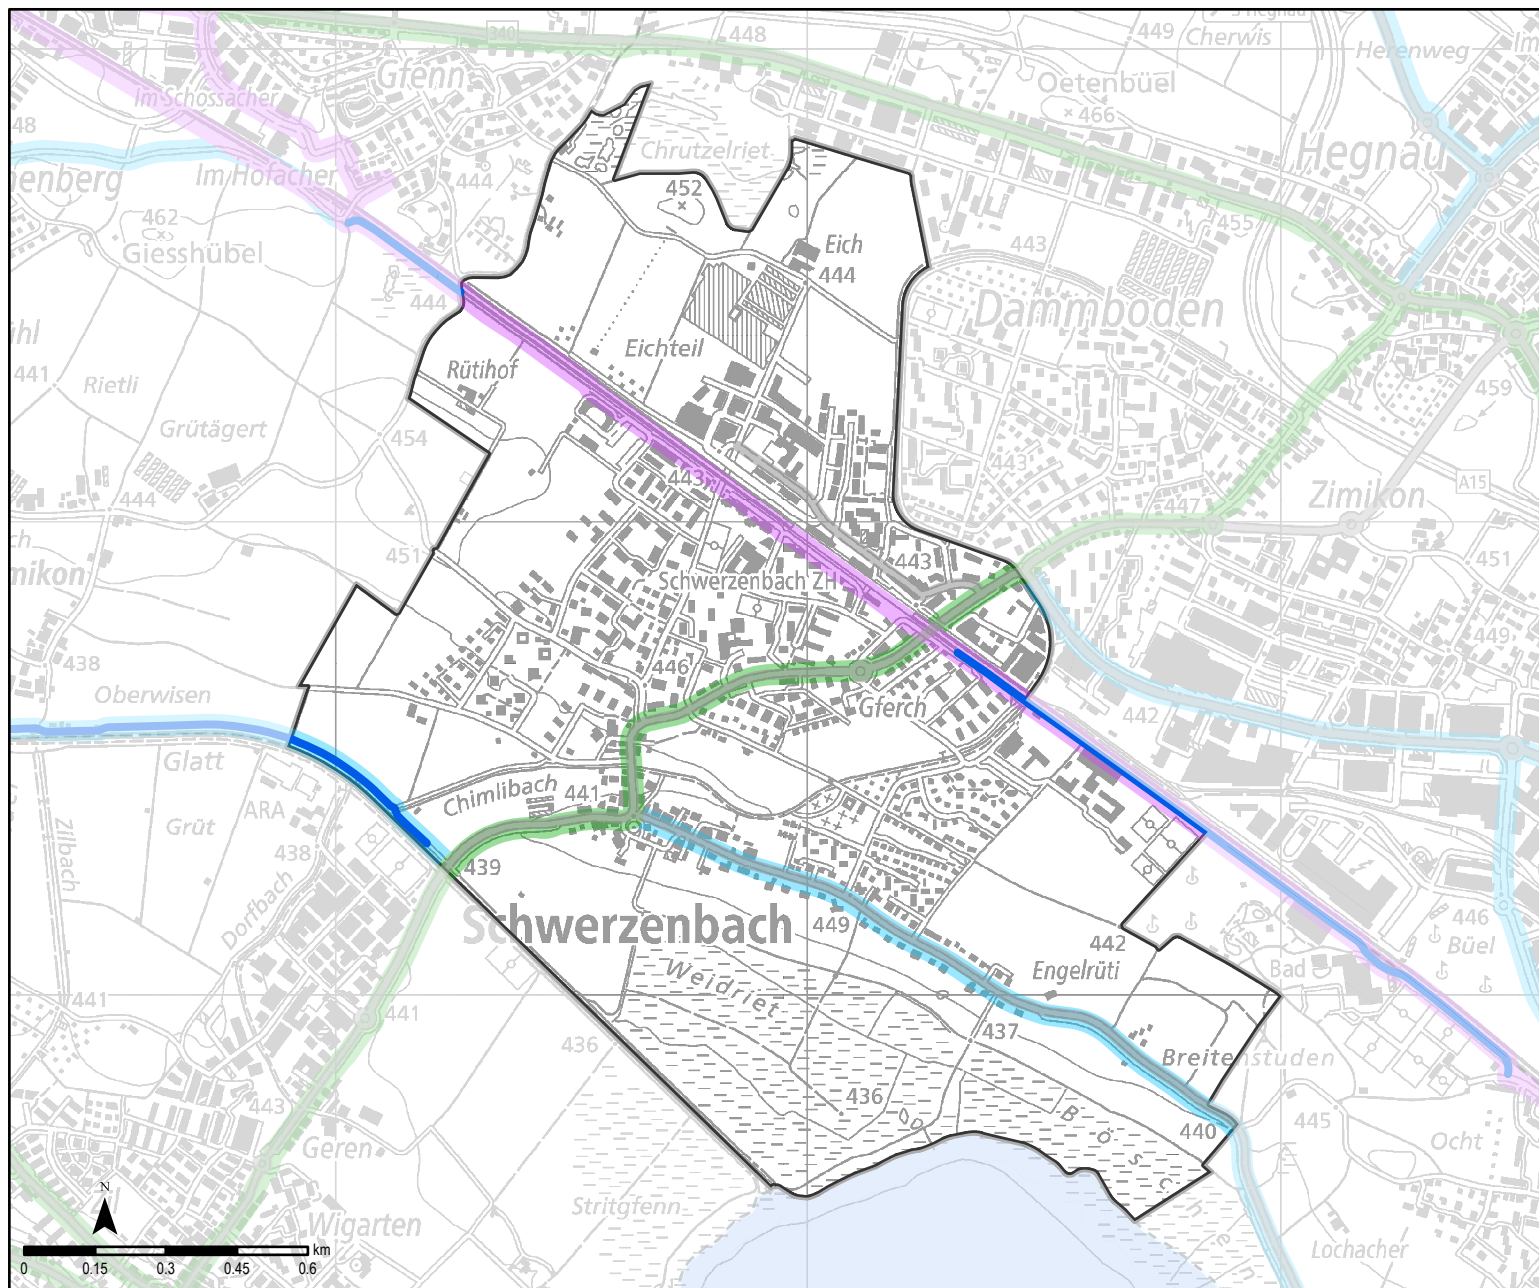 340
448
449
Cherwis
Herenweg
Gfenn
Im Schossacher
Oetenbüel
466
48
Chrutzelriet
Hegnau
Im Hofacher
444
452
455
462
Giesshübel
Eich
444
443
444
Dammboden
Eichteil
Rütihof
441
Rietli
459
Grütägert
454
443
443
A15
Zimikon
444
447
451
443
451
mikon
Schwerzenbach ZH
449
438
446
Oberwisen
Gferch
442
Glatt
Chimlibach
441
ARA
Grüt
Zilbach
438
439
Dorfbach
Schwerzenbach
449
446
442
Büel
Weidriet
Engelrüti
Bad
441
441
437
436
Breitenstuden
436
443
Bösch
445
440
Geren
Ocht
N
Stritgfenn
Wigarten
Lochacher
km
0
0.15
0.3
0.45
0.6